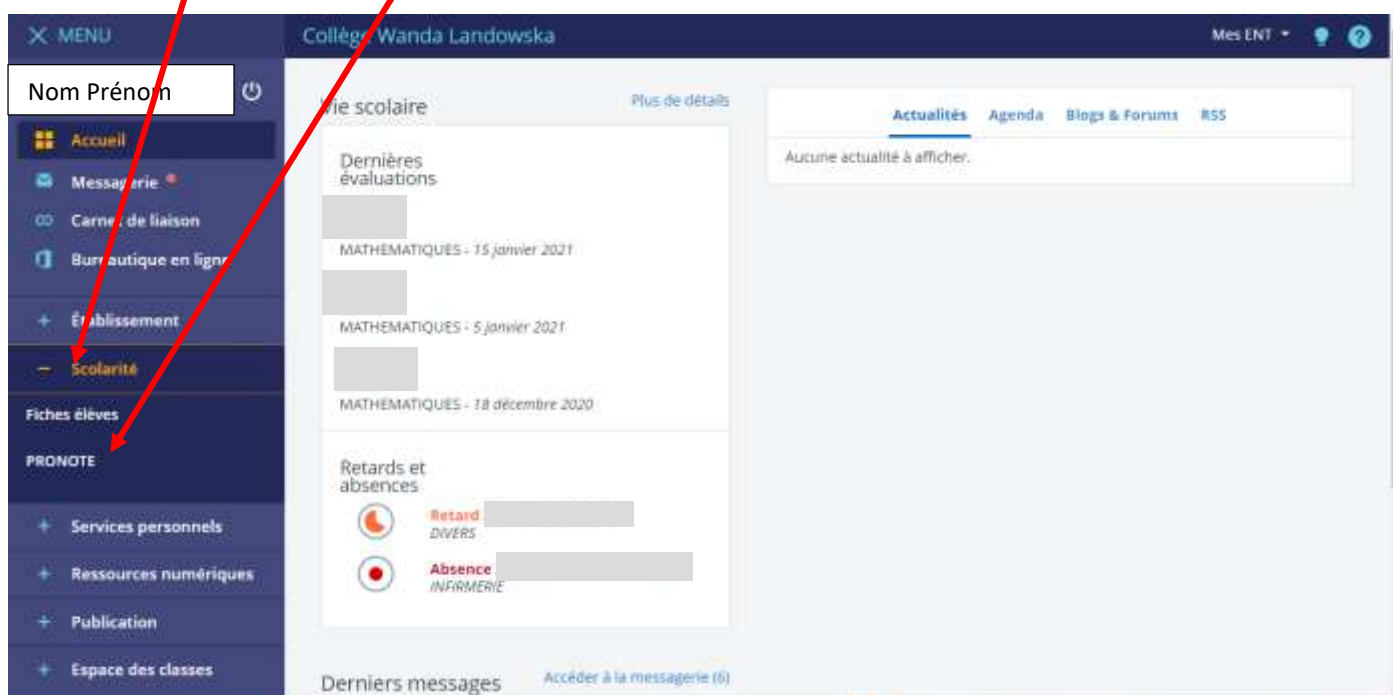 MENU
Collège Wanda Landowska
Mes ENT
Nom Prénom
Accueil
Messagerie
Carnet de liaison
Bureautique en ligne
Établissement
Scolarité
Fiches élèves
PRONOTE
Services personnels
Ressources numériques
Publication
Espace des classes
Vie scolaire
Plus de détails
Dernières
évaluations
MATHEMATIQUES - 15 janvier 2021
MATHEMATIQUES - 5 janvier 2021
MATHEMATIQUES - 18 décembre 2020
Retards et
absences
Retard
DIVERS
Absence
INFIRMERIE
Derniers messages
Accéder à la messagerie (6)
Actualités Agenda Blogs & Forums RSS
Aucune actualité à afficher.